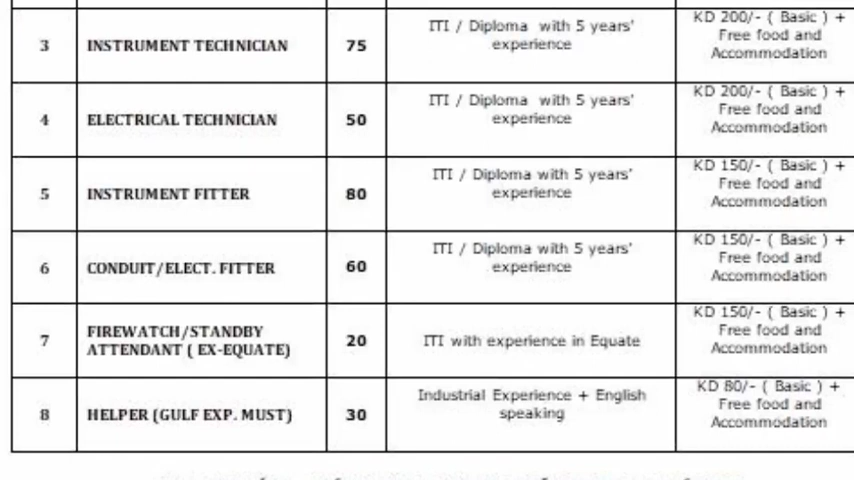 3 INSTRUMENT TECHNICIAN 75 ITI / Diploma with 5 years' experience KD 200/- ( Basic ) + Free food and Accommodation
4 ELECTRICAL TECHNICIAN 50 ITI / Diploma with 5 years' experience KD 200/- ( Basic ) + Free food and Accommodation
5 INSTRUMENT FITTER 80 ITI / Diploma with 5 years' experience KD 150/- ( Basic ) + Free food and Accommodation
6 CONDUIT/ELECT. FITTER 60 ITI / Diploma with 5 years' experience KD 150/- ( Basic ) + Free food and Accommodation
7 FIREWATCH/STANDBY ATTENDANT ( EX-EQUATE) 20 ITI with experience in Equate KD 150/- ( Basic ) + Free food and Accommodation
8 HELPER (GULF EXP. MUST) 30 Industrial Experience + English speaking KD 80/- ( Basic ) + Free food and Accommodation